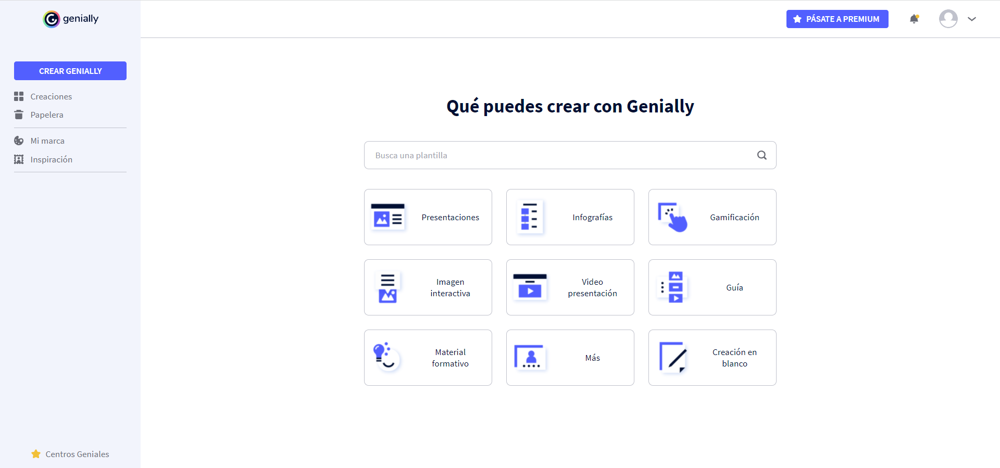 genially
PÁSATE A PREMIUM
CREAR GENIALLY
Creaciones
Papelera
Mi marca
Inspiración
Centros Geniales
Qué puedes crear con Genially
Busca una plantilla
Presentaciones
Infografías
Gamificación
Imagen
interactiva
Video
presentación
Guía
Material
formativo
Más
Creación en
blanco